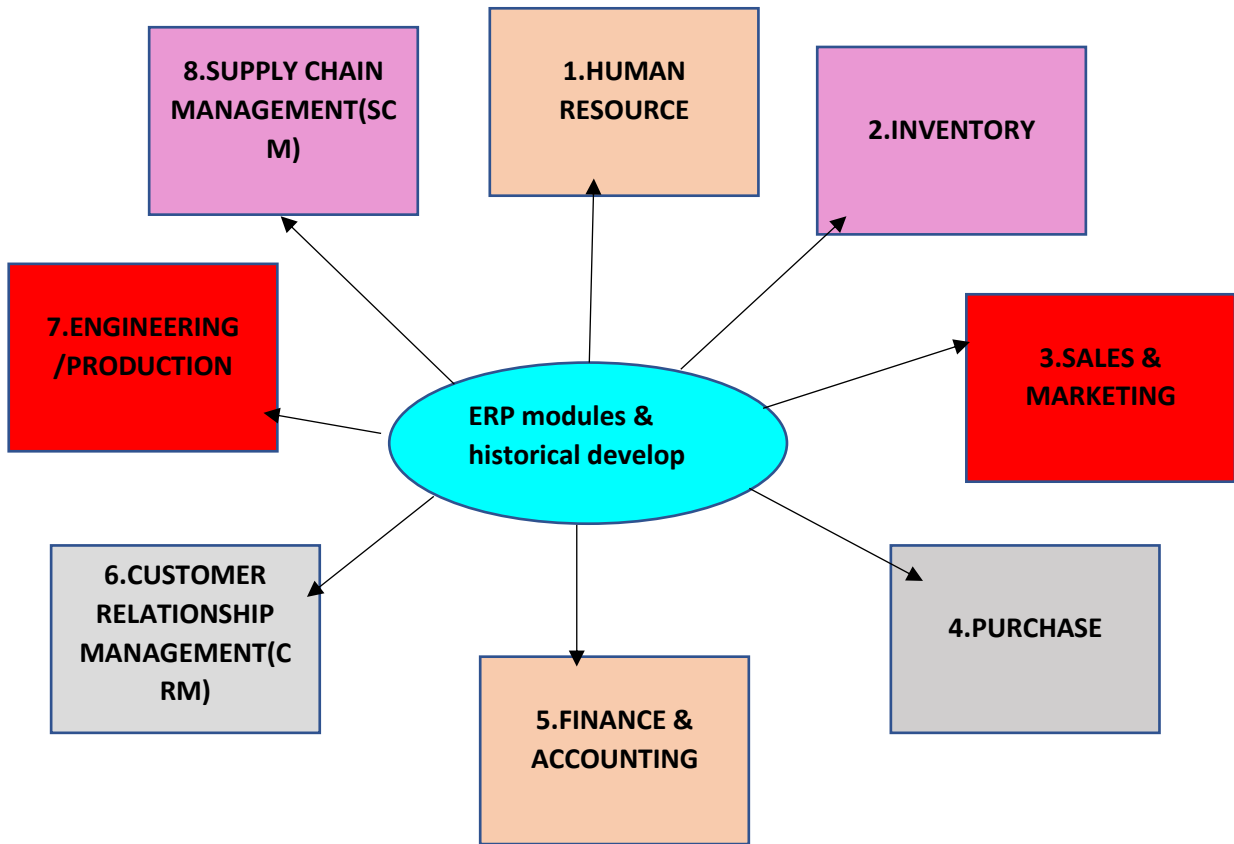 8.SUPPLY CHAIN
MANAGEMENT(SC
M)
1.HUMAN
RESOURCE
2.INVENTORY
7.ENGINEERING
/PRODUCTION
3.SALES &
MARKETING
ERP modules &
historical develop
6.CUSTOMER
RELATIONSHIP
MANAGEMENT(C
RM)
4.PURCHASE
5.FINANCE &
ACCOUNTING